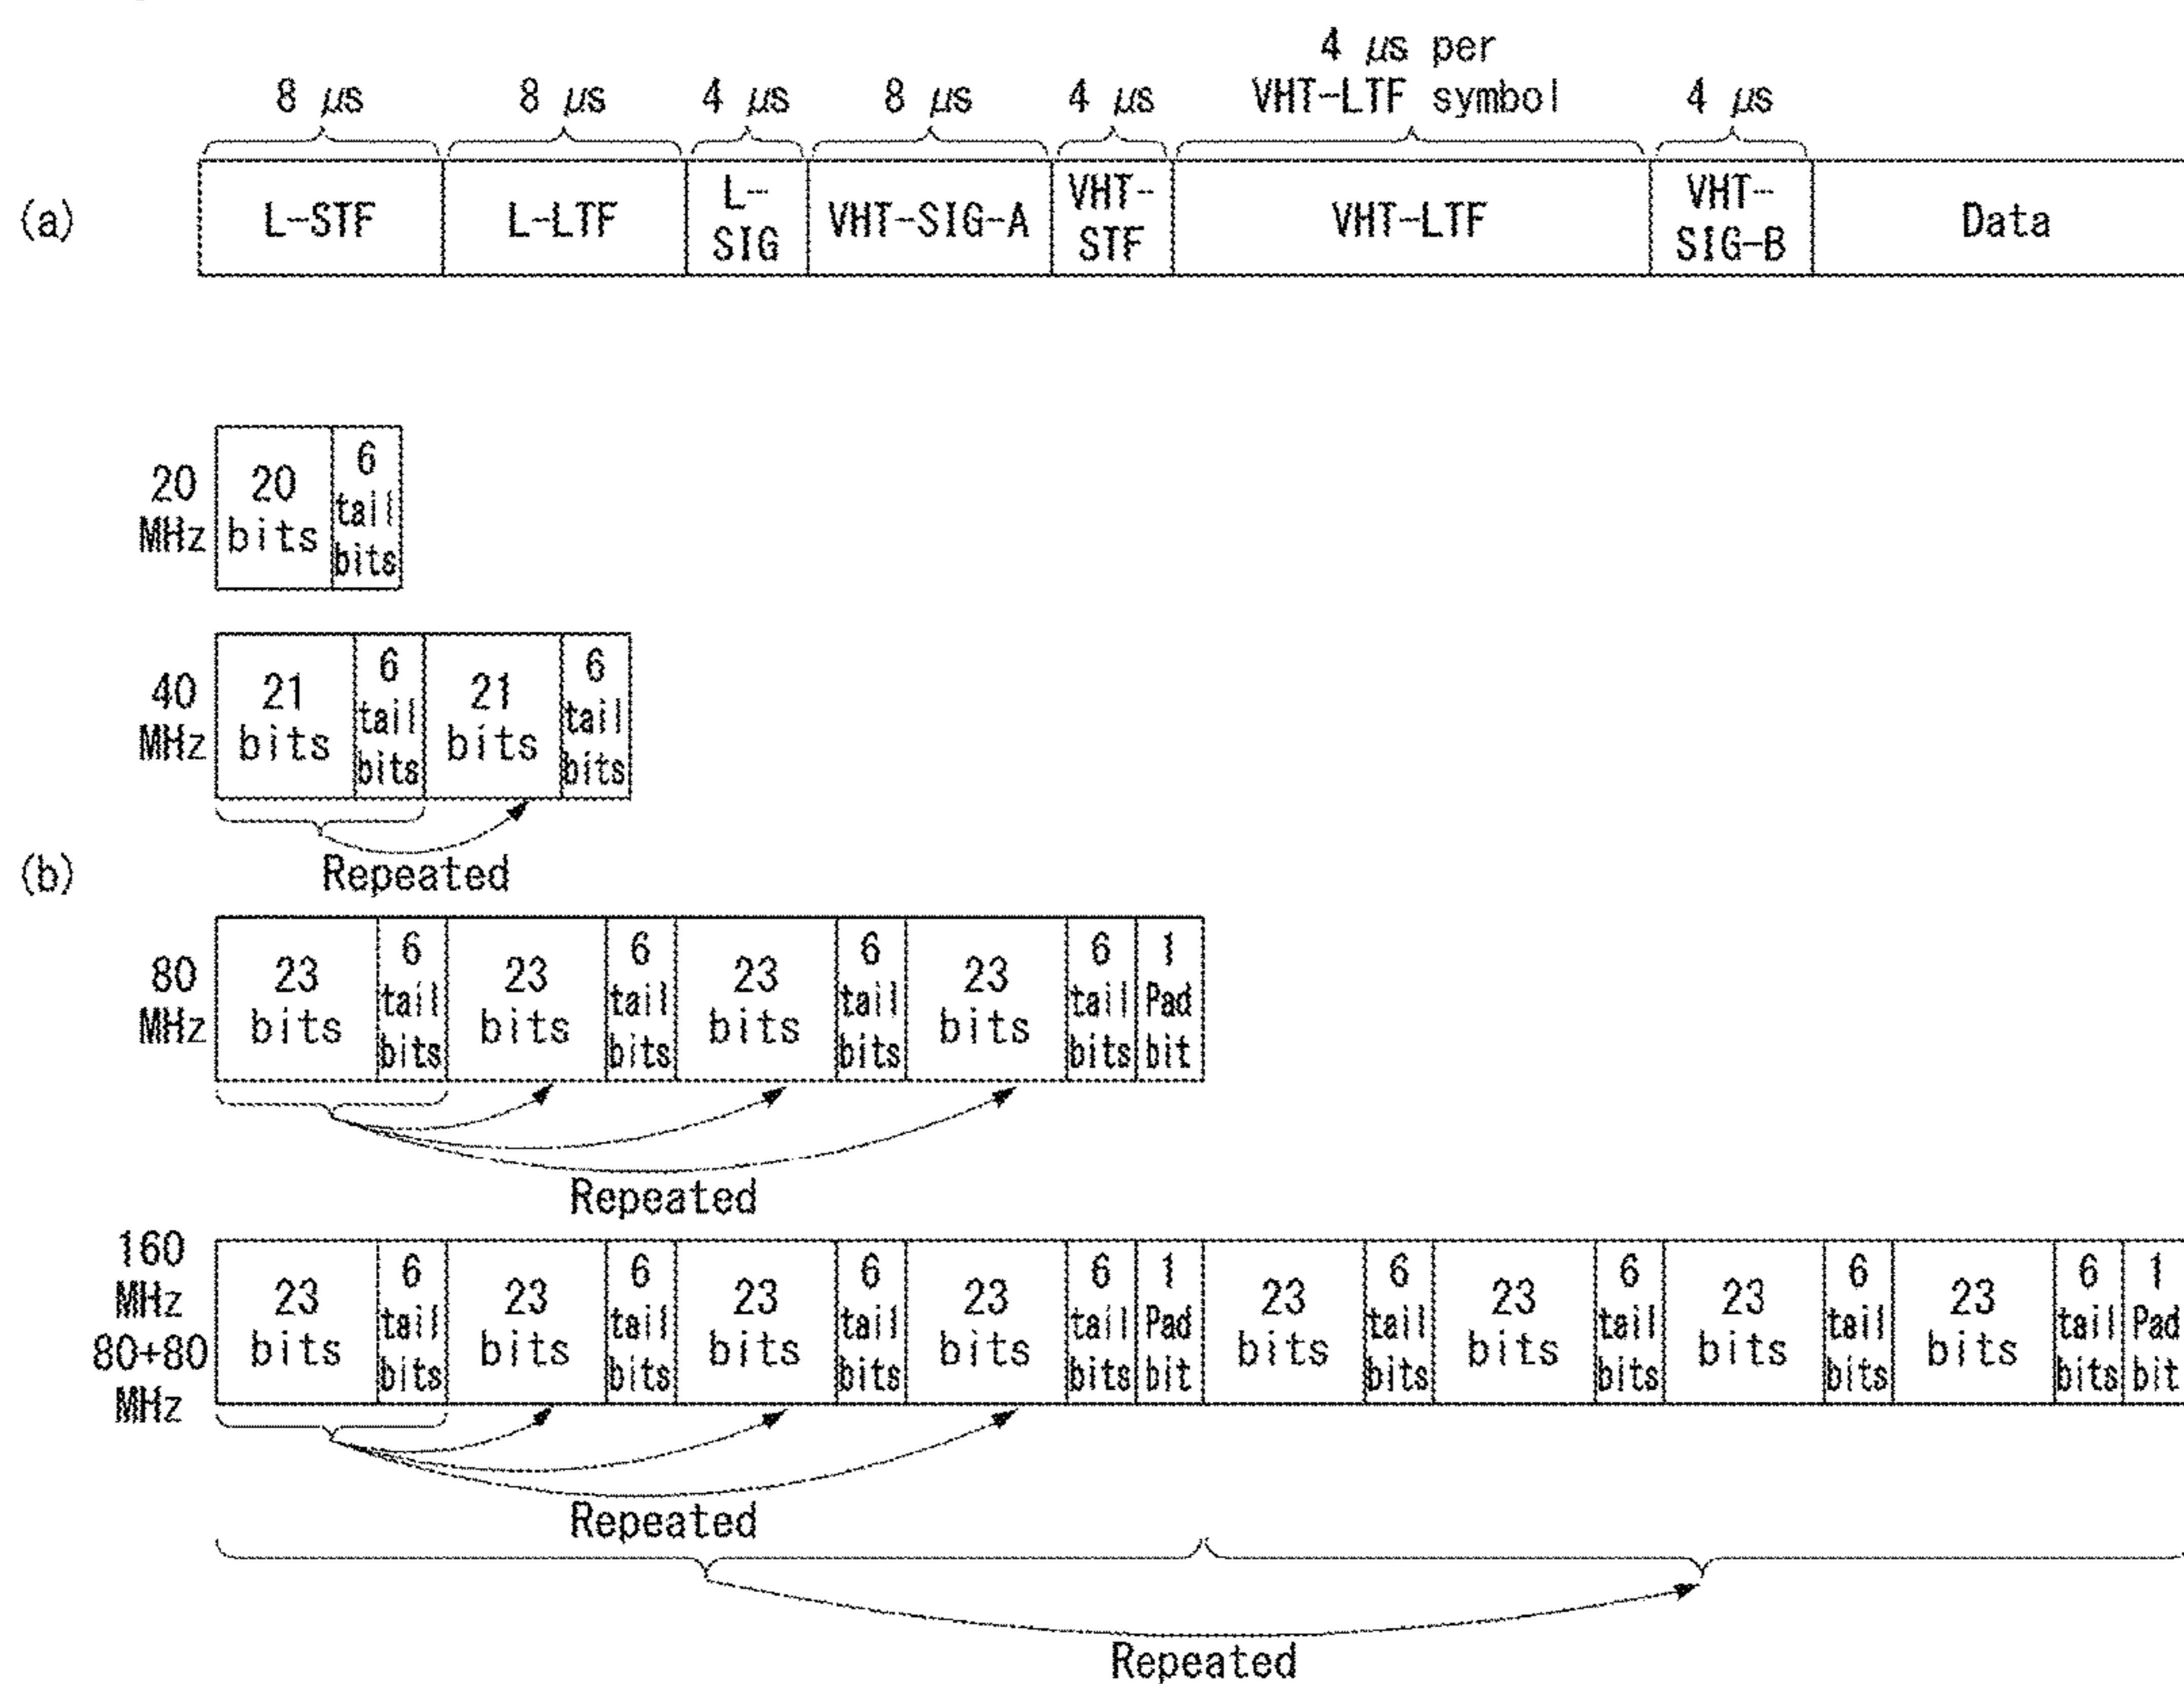 4 μs per
8 μs 8 μs 4 μs 8 μs 4 μs VHT-LTF symbol 4 μs
(a) L-STF L-LTF L-SIG VHT-SIG-A VHT-STF VHT-LTF VHT-SIG-B Data
20 MHz 20 bits 6 tail bits
40 MHz 21 bits 6 tail bits 21 bits 6 tail bits
(b) Repeated
80 MHz 23 bits 6 tail bits 23 bits 6 tail bits 23 bits 6 tail bits 23 bits 6 tail bits 1 Pad bit
Repeated
160 MHz 80+80 MHz 23 bits 6 tail bits 23 bits 6 tail bits 23 bits 6 tail bits 23 bits 6 tail bits 1 Pad bit 23 bits 6 tail bits 23 bits 6 tail bits 23 bits 6 tail bits 23 bits 6 tail bits 1 Pad bit
Repeated
Repeated